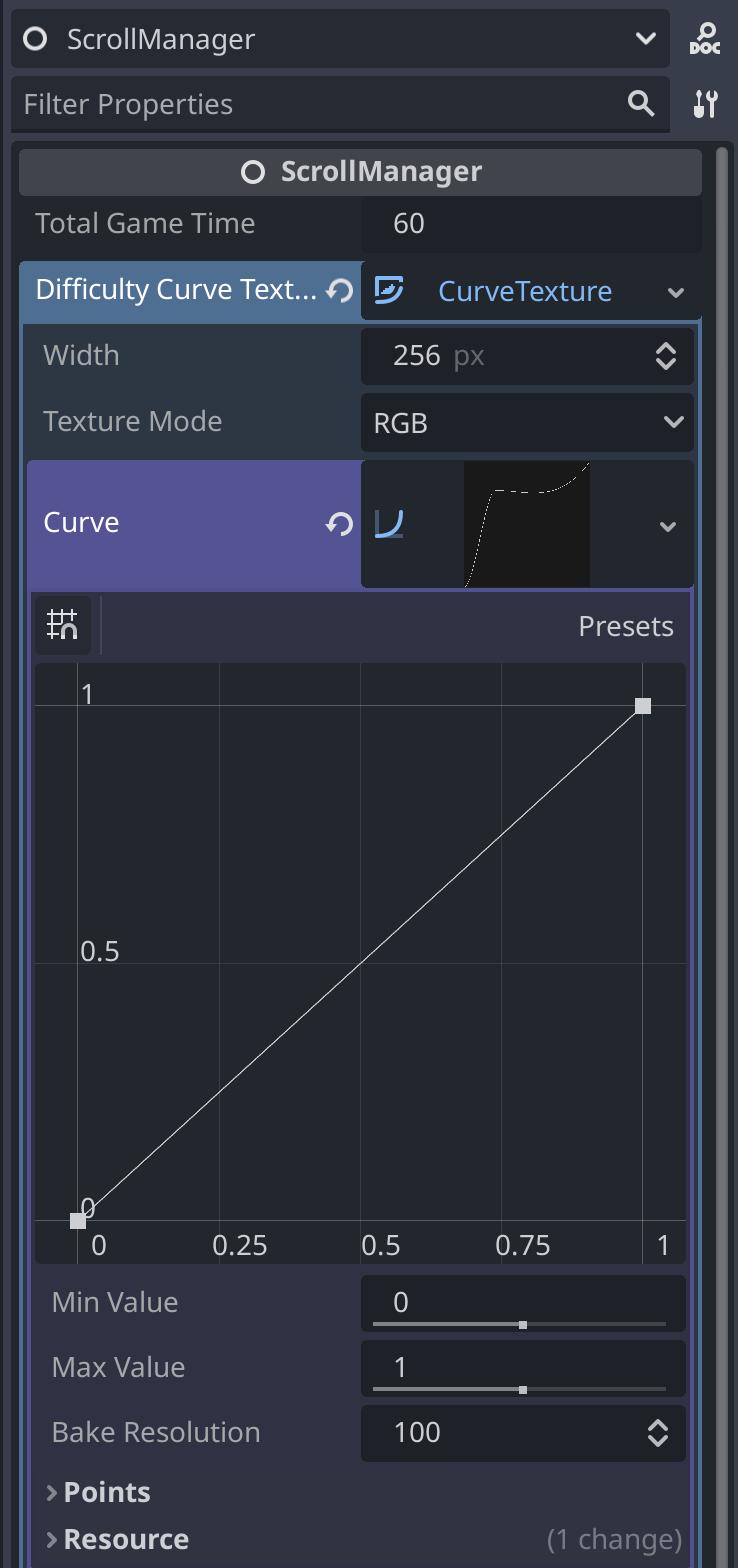 ScrollManager
DOC
Filter Properties
ScrollManager
Total Game Time 60
Difficulty Curve Text... CurveTexture
Width 256 px
Texture Mode RGB
Curve
Presets
1
0.5
0
0 0.25 0.5 0.75 1
Min Value 0
Max Value 1
Bake Resolution 100
Points
Resource (1 change)